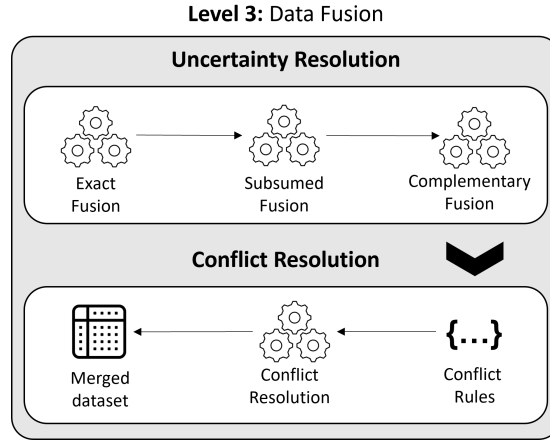 Level 3: Data Fusion
Uncertainty Resolution
Exact
Fusion
Subsumed
Fusion
Complementary
Fusion
Conflict Resolution
Merged
dataset
Conflict
Resolution
{...}
Conflict
Rules